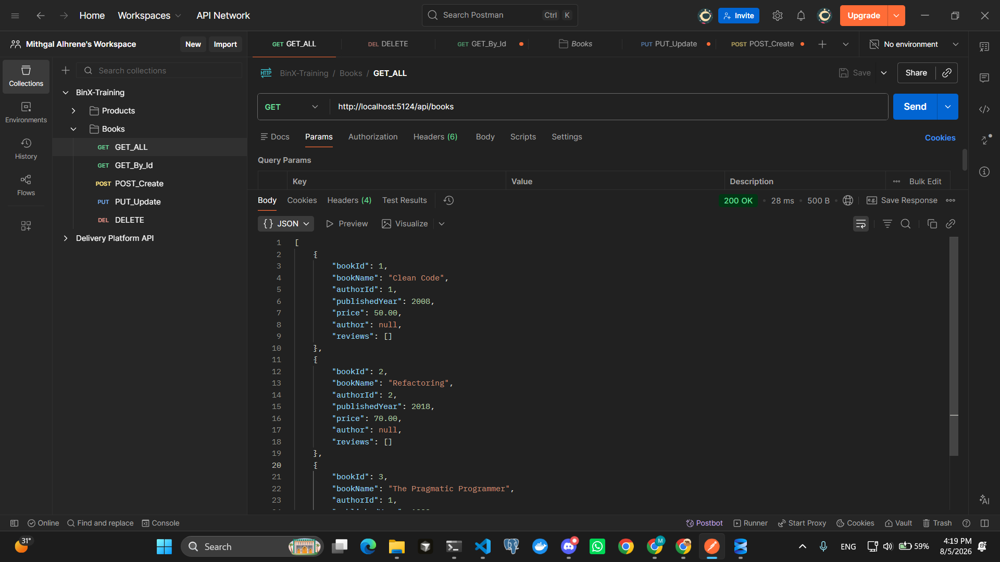 Home
Workspaces
API Network
Search Postman
Ctrl K
Invite
Upgrade
Mithgal Alhrene's Workspace
New
Import
GET GET_ALL
DEL DELETE
GET GET_By_Id
Books
PUT PUT_Update
POST POST_Create
No environment
Collections
Environments
History
Flows
Search collections
BinX-Training
Products
Books
GET GET_ALL
GET GET_By_Id
POST POST_Create
PUT PUT_Update
DEL DELETE
Delivery Platform API
HTTP
BinX-Training / Books / GET_ALL
Save
Share
GET
http://localhost:5124/api/books
Send
Docs
Params
Authorization
Headers (6)
Body
Scripts
Settings
Cookies
Query Params
Key
Value
Description
Bulk Edit
Body
Cookies
Headers (4)
Test Results
200 OK
28 ms
500 B
e.g.
Save Response
{} JSON
Preview
Visualize
1 [
2 {
3 "bookId": 1,
4 "bookName": "Clean Code",
5 "authorId": 1,
6 "publishedYear": 2008,
7 "price": 50.00,
8 "author": null,
9 "reviews": []
10 },
11 {
12 "bookId": 2,
13 "bookName": "Refactoring",
14 "authorId": 2,
15 "publishedYear": 2018,
16 "price": 70.00,
17 "author": null,
18 "reviews": []
19 },
20 {
21 "bookId": 3,
22 "bookName": "The Pragmatic Programmer",
23 "authorId": 1,
Online
Find and replace
Console
Postbot
Runner
Start Proxy
Cookies
Vault
Trash
31°
Search
M
ENG
59%
4:19 PM
8/5/2026
AI